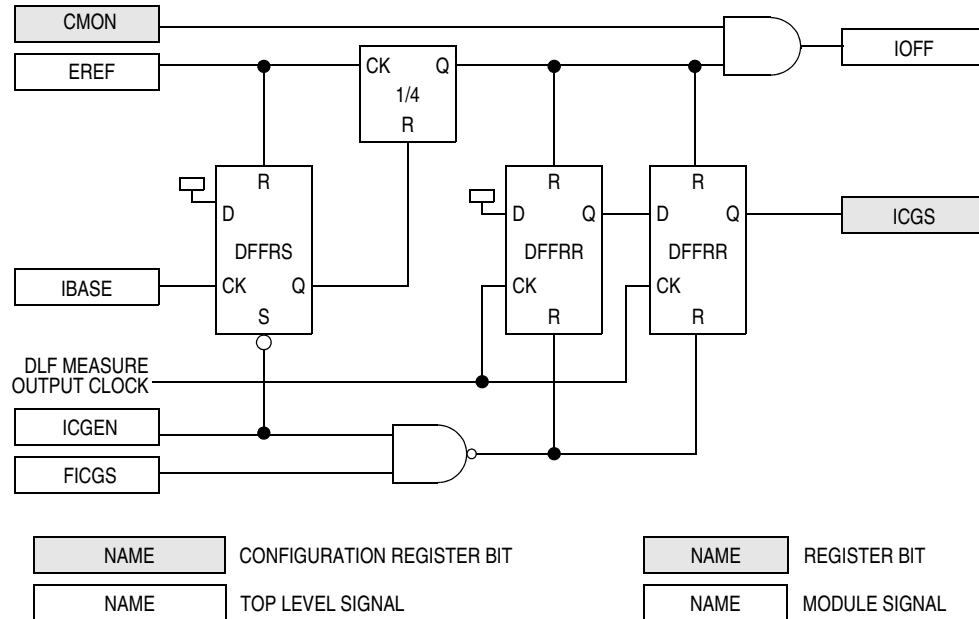 CMON
EREF
CK Q
1/4
R
IOFF
R
D
DFFRS
CK Q
S
R
D Q
DFFRR
CK
R
R
D Q
DFFRR
CK
R
ICGS
IBASE
DLF MEASURE
OUTPUT CLOCK
ICGEN
FICGS
NAME CONFIGURATION REGISTER BIT
NAME REGISTER BIT
NAME TOP LEVEL SIGNAL
NAME MODULE SIGNAL